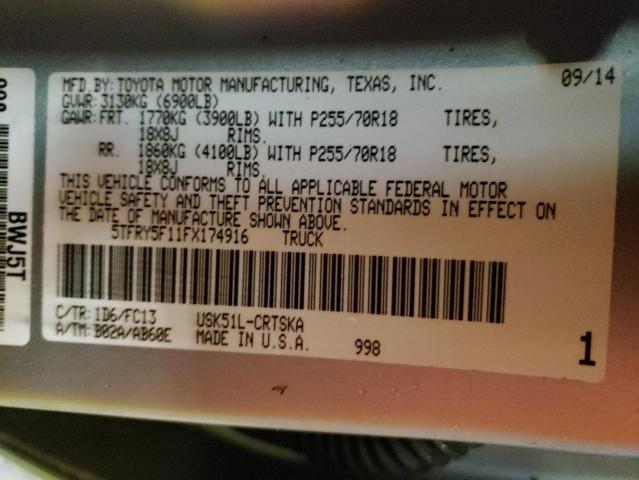 MFD.BY: TOYOTA MOTOR MANUFACTURING, TEXAS, INC. 09/14
GVWR: 3130KG (6900LB)
GAWR: FRT. 1770KG (3900LB) WITH P255/70R18 TIRES,
18X8J RIMS.
RR. 1860KG (4100LB) WITH P255/70R18 TIRES,
18X8J RIMS.
THIS VEHICLE CONFORMS TO ALL APPLICABLE FEDERAL MOTOR
VEHICLE SAFETY AND THEFT PREVENTION STANDARDS IN EFFECT ON
THE DATE OF MANUFACTURE SHOWN ABOVE.
5TFRY5F11FX174916 TRUCK
C/TR: 1D6/FC13 USK51L-CRTSKA
A/TM: B02A/AB60E MADE IN U.S.A. 998 1
BWJ5T